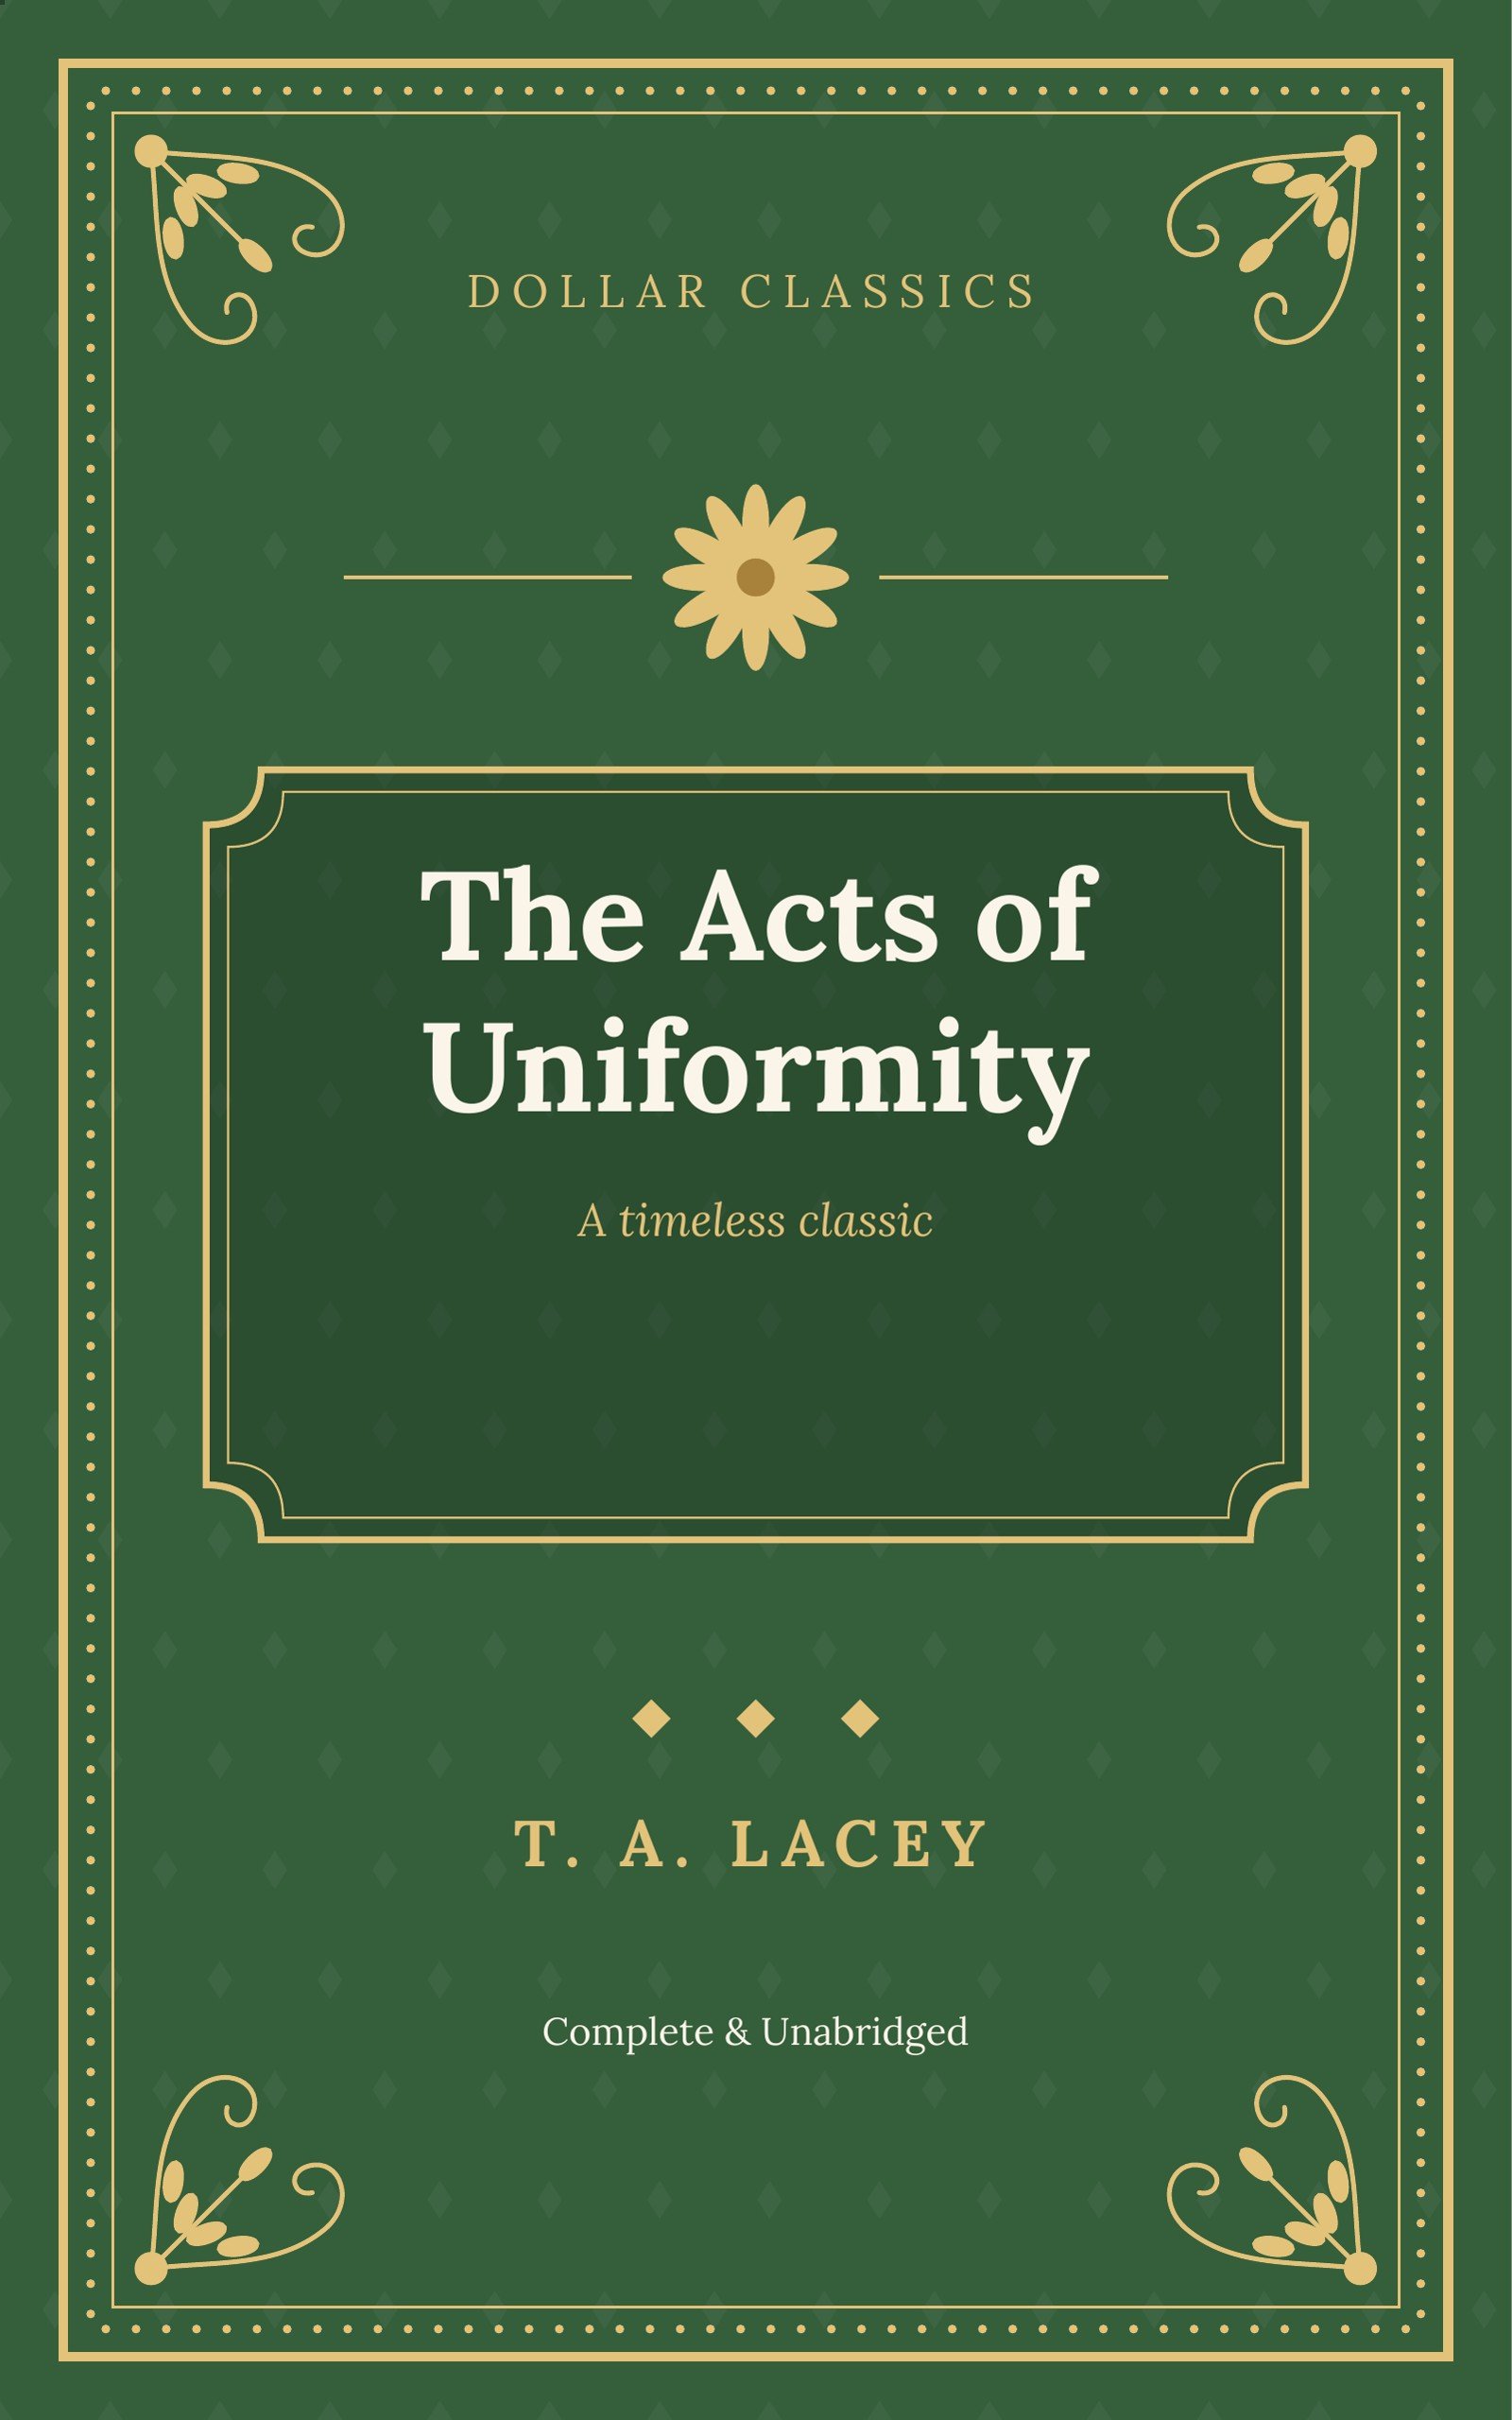 DOLLAR CLASSICS
The Acts of
Uniformity
A timeless classic
T. A. LACEY
Complete & Unabridged